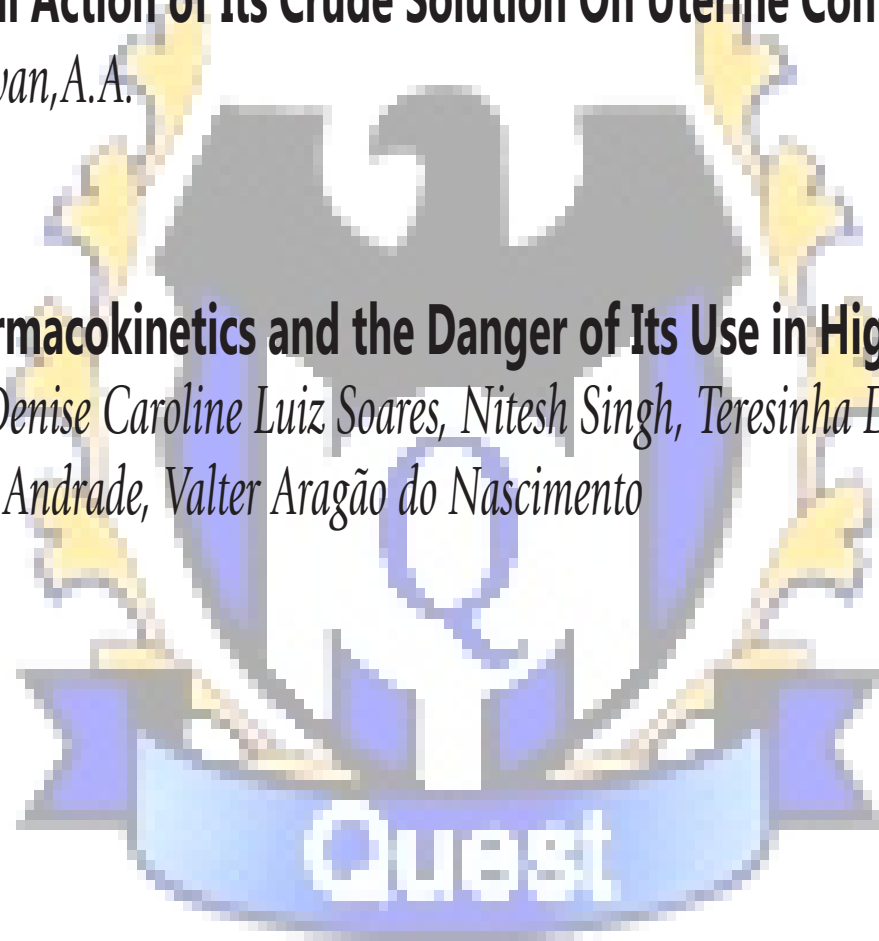 Action of Its Crude Solution On Uterine Con
van,A.A.
rmacokinetics and the Danger of Its Use in Hig
Denise Caroline Luiz Soares, Nitesh Singh, Teresinha D
Andrade, Valter Aragão do Nascimento
Q
Quest